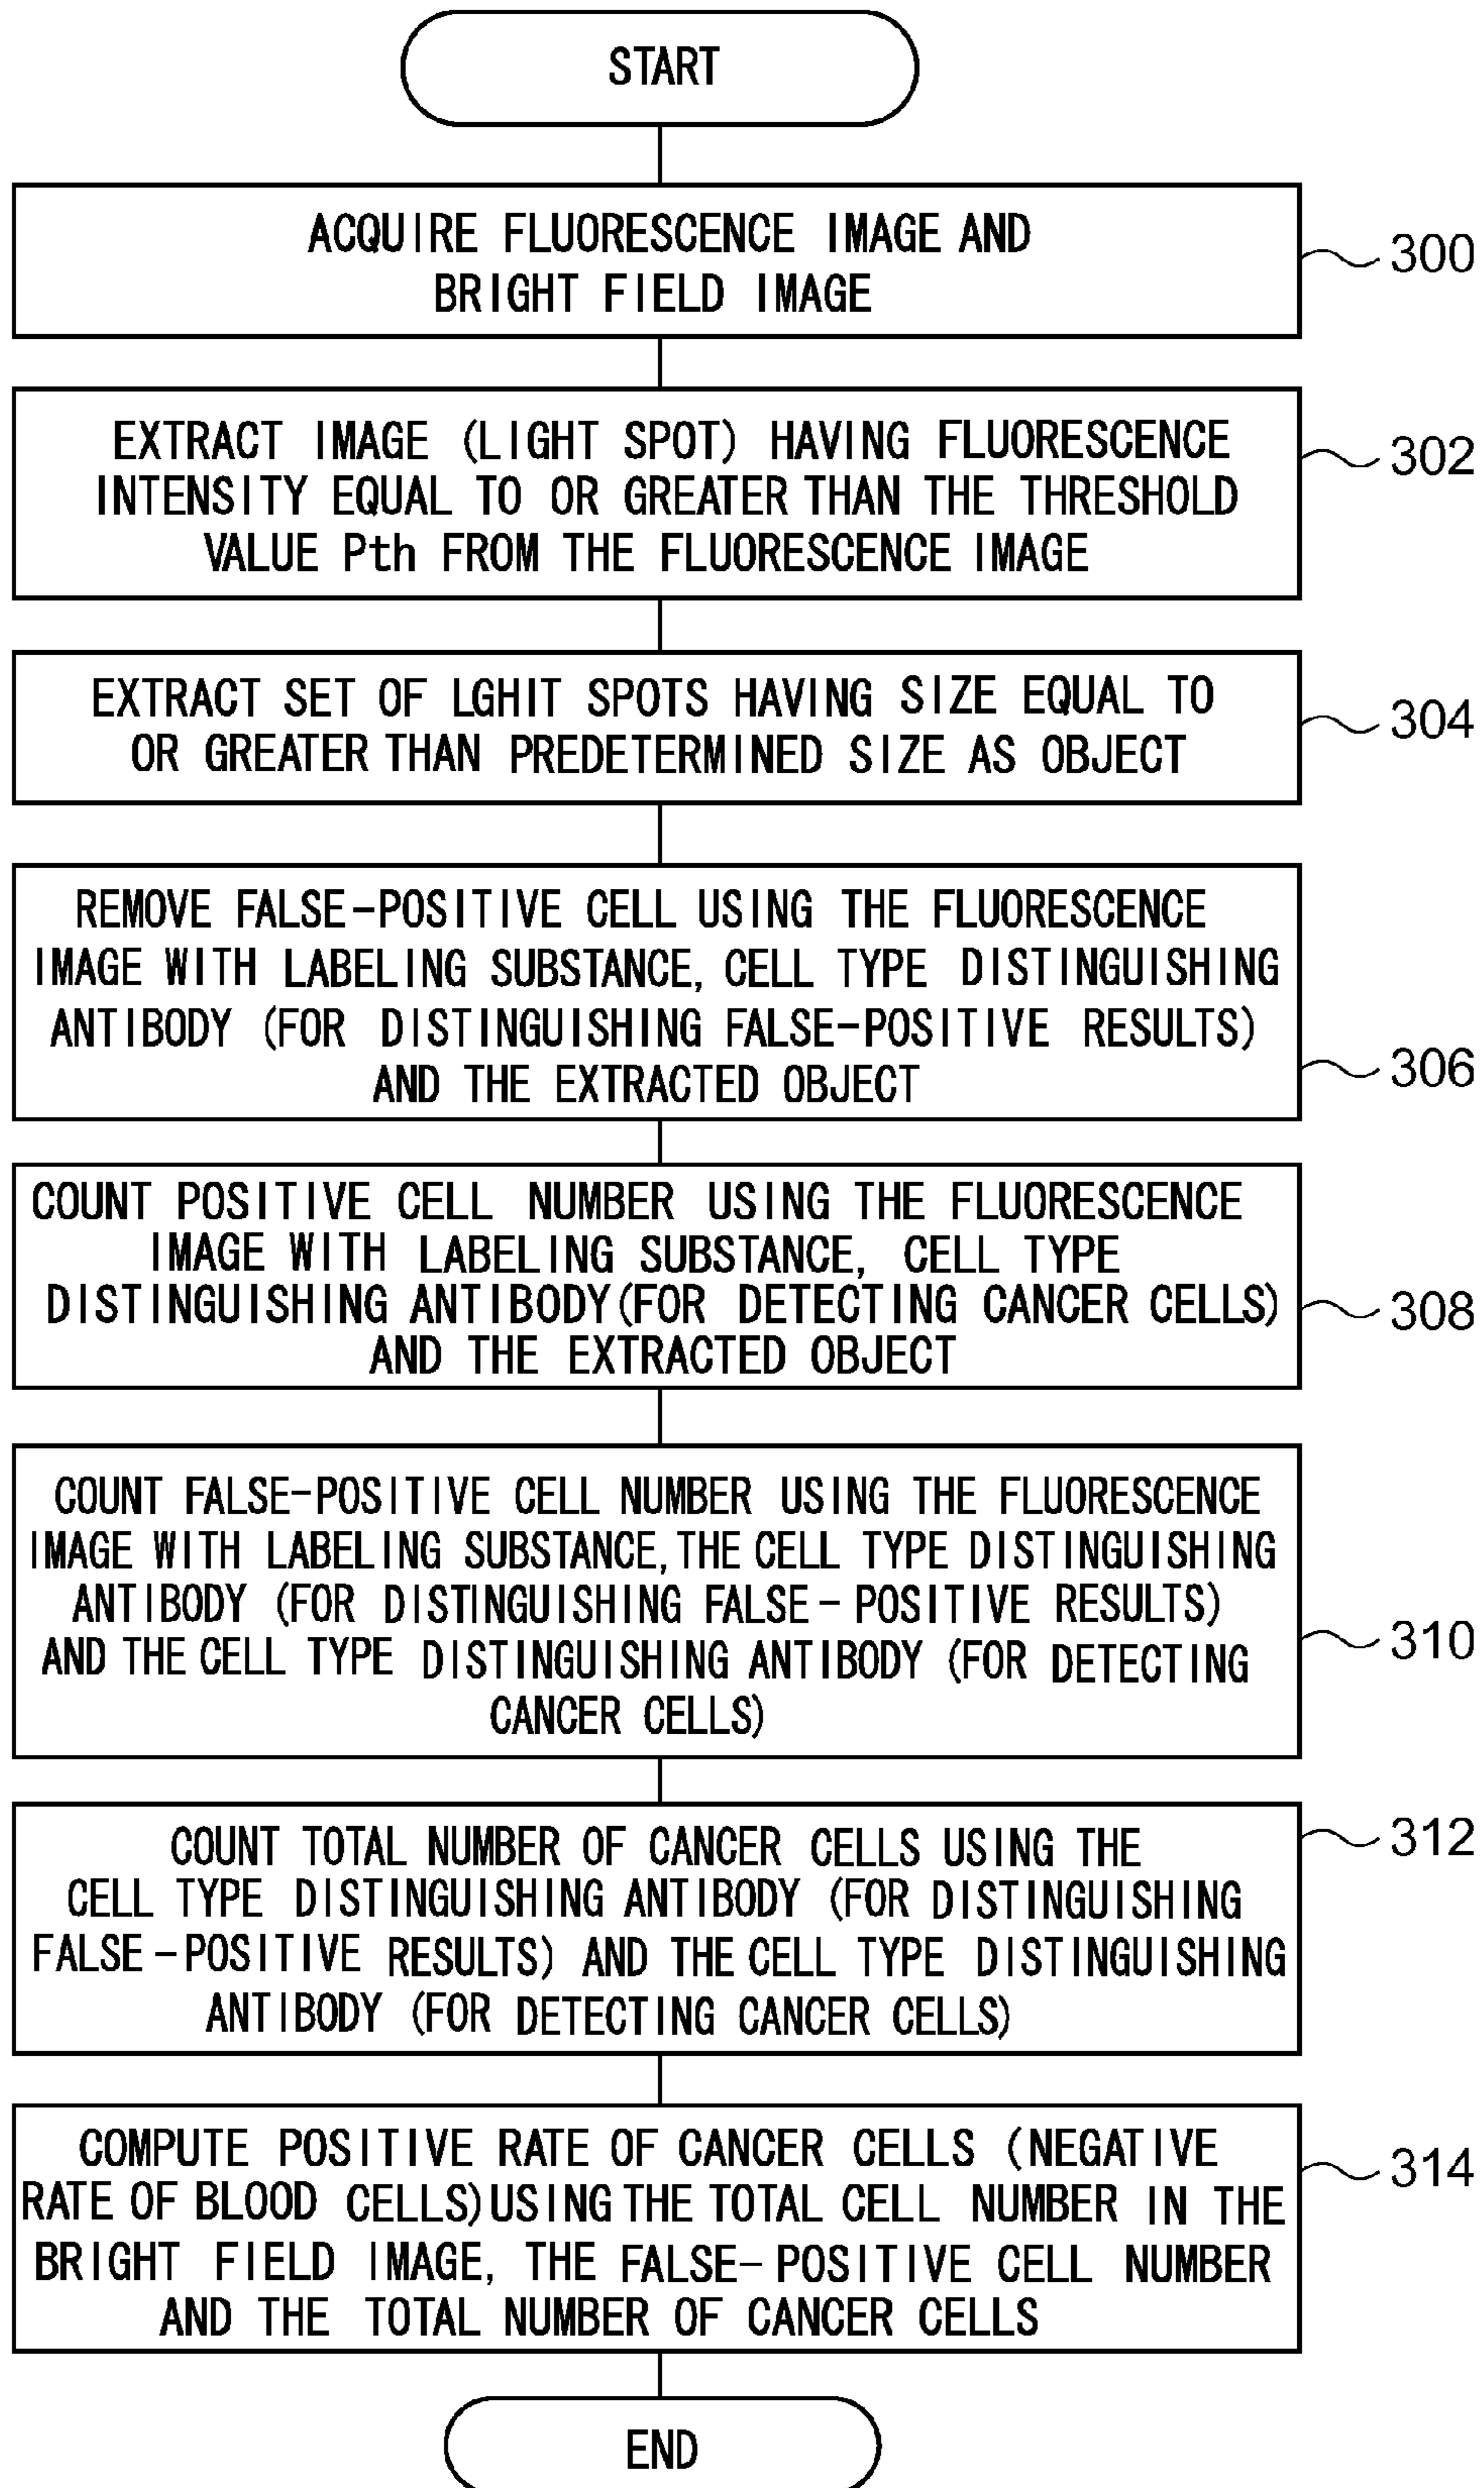 START
ACQUIRE FLUORESCENCE IMAGE AND
BRIGHT FIELD IMAGE
300
EXTRACT IMAGE (LIGHT SPOT) HAVING FLUORESCENCE
INTENSITY EQUAL TO OR GREATER THAN THE THRESHOLD
VALUE Pth FROM THE FLUORESCENCE IMAGE
302
EXTRACT SET OF LGHIT SPOTS HAVING SIZE EQUAL TO
OR GREATER THAN PREDETERMINED SIZE AS OBJECT
304
REMOVE FALSE-POSITIVE CELL USING THE FLUORESCENCE
IMAGE WITH LABELING SUBSTANCE, CELL TYPE DISTINGUISHING
ANTIBODY (FOR DISTINGUISHING FALSE-POSITIVE RESULTS)
AND THE EXTRACTED OBJECT
306
COUNT POSITIVE CELL NUMBER USING THE FLUORESCENCE
IMAGE WITH LABELING SUBSTANCE, CELL TYPE
DISTINGUISHING ANTIBODY(FOR DETECTING CANCER CELLS)
AND THE EXTRACTED OBJECT
308
COUNT FALSE-POSITIVE CELL NUMBER USING THE FLUORESCENCE
IMAGE WITH LABELING SUBSTANCE, THE CELL TYPE DISTINGUISHING
ANTIBODY (FOR DISTINGUISHING FALSE-POSITIVE RESULTS)
AND THE CELL TYPE DISTINGUISHING ANTIBODY (FOR DETECTING
CANCER CELLS)
310
COUNT TOTAL NUMBER OF CANCER CELLS USING THE
CELL TYPE DISTINGUISHING ANTIBODY (FOR DISTINGUISHING
FALSE-POSITIVE RESULTS) AND THE CELL TYPE DISTINGUISHING
ANTIBODY (FOR DETECTING CANCER CELLS)
312
COMPUTE POSITIVE RATE OF CANCER CELLS (NEGATIVE
RATE OF BLOOD CELLS) USING THE TOTAL CELL NUMBER IN THE
BRIGHT FIELD IMAGE, THE FALSE-POSITIVE CELL NUMBER
AND THE TOTAL NUMBER OF CANCER CELLS
314
END